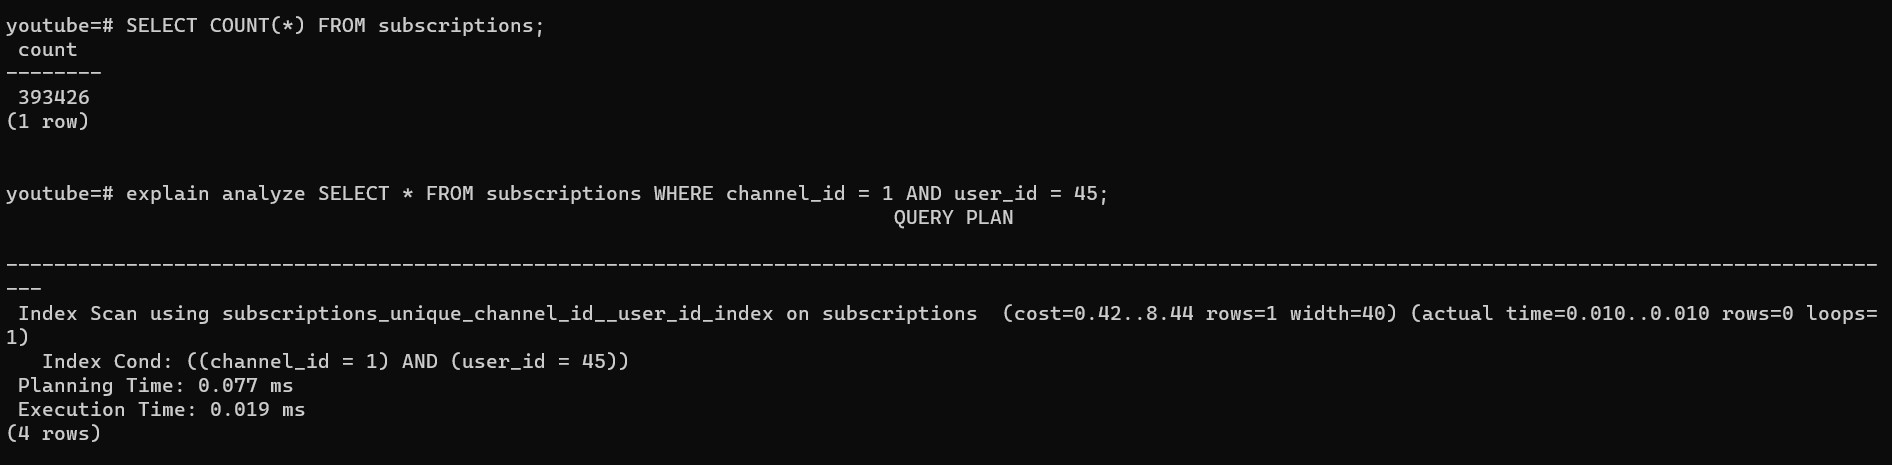 youtube=# SELECT COUNT(*) FROM subscriptions;
 count
--------
 393426
(1 row)
youtube=# explain analyze SELECT * FROM subscriptions WHERE channel_id = 1 AND user_id = 45;
QUERY PLAN
------------------------------------------------------------------------------------------------------------------------------------------------------------
---
 Index Scan using subscriptions_unique_channel_id__user_id_index on subscriptions  (cost=0.42..8.44 rows=1 width=40) (actual time=0.010..0.010 rows=0 loops=
1)
   Index Cond: ((channel_id = 1) AND (user_id = 45))
 Planning Time: 0.077 ms
 Execution Time: 0.019 ms
(4 rows)